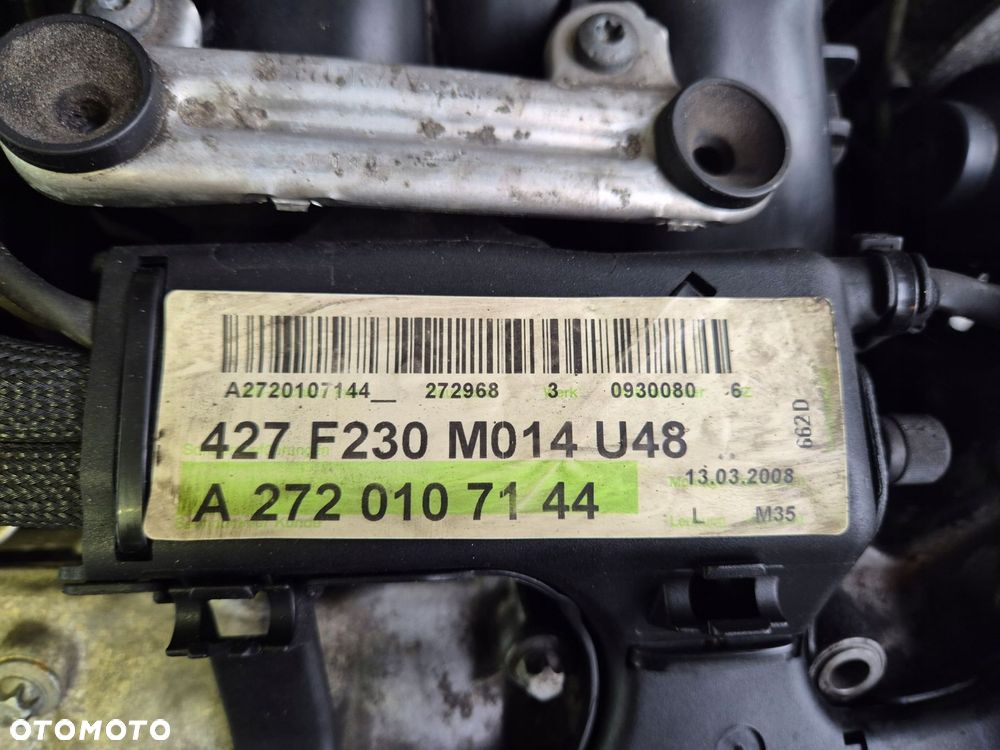 A2720107144__ 272968 3 0930080 6
427 F230 M014 U48
662D
13.03.2008
A 272 010 71 44
L M35
OTOMOTO